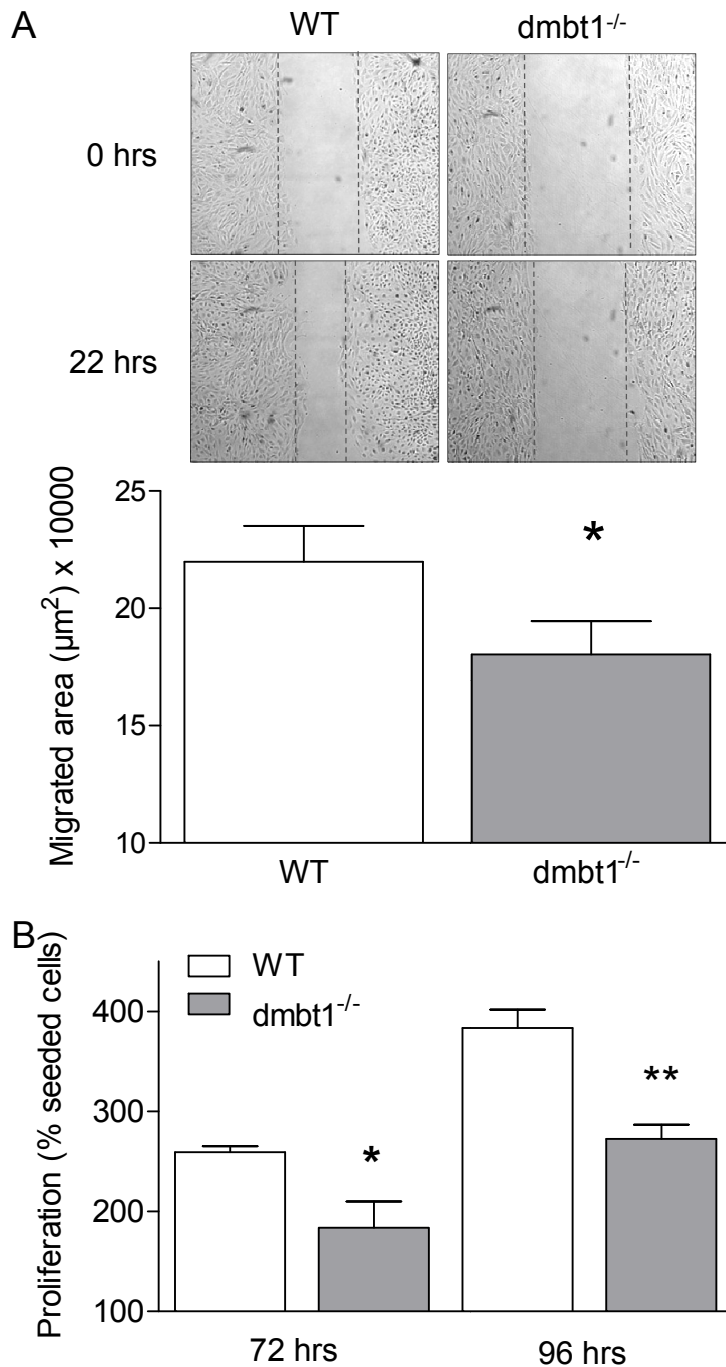 A
WT
dmbt1-/-
0 hrs
22 hrs
Migrated area (µm2) x 10000
25
20
15
10
*
WT
dmbt1-/-
B
Proliferation (% seeded cells)
WT
dmbt1-/-
400
300
200
100
*
**
72 hrs
96 hrs